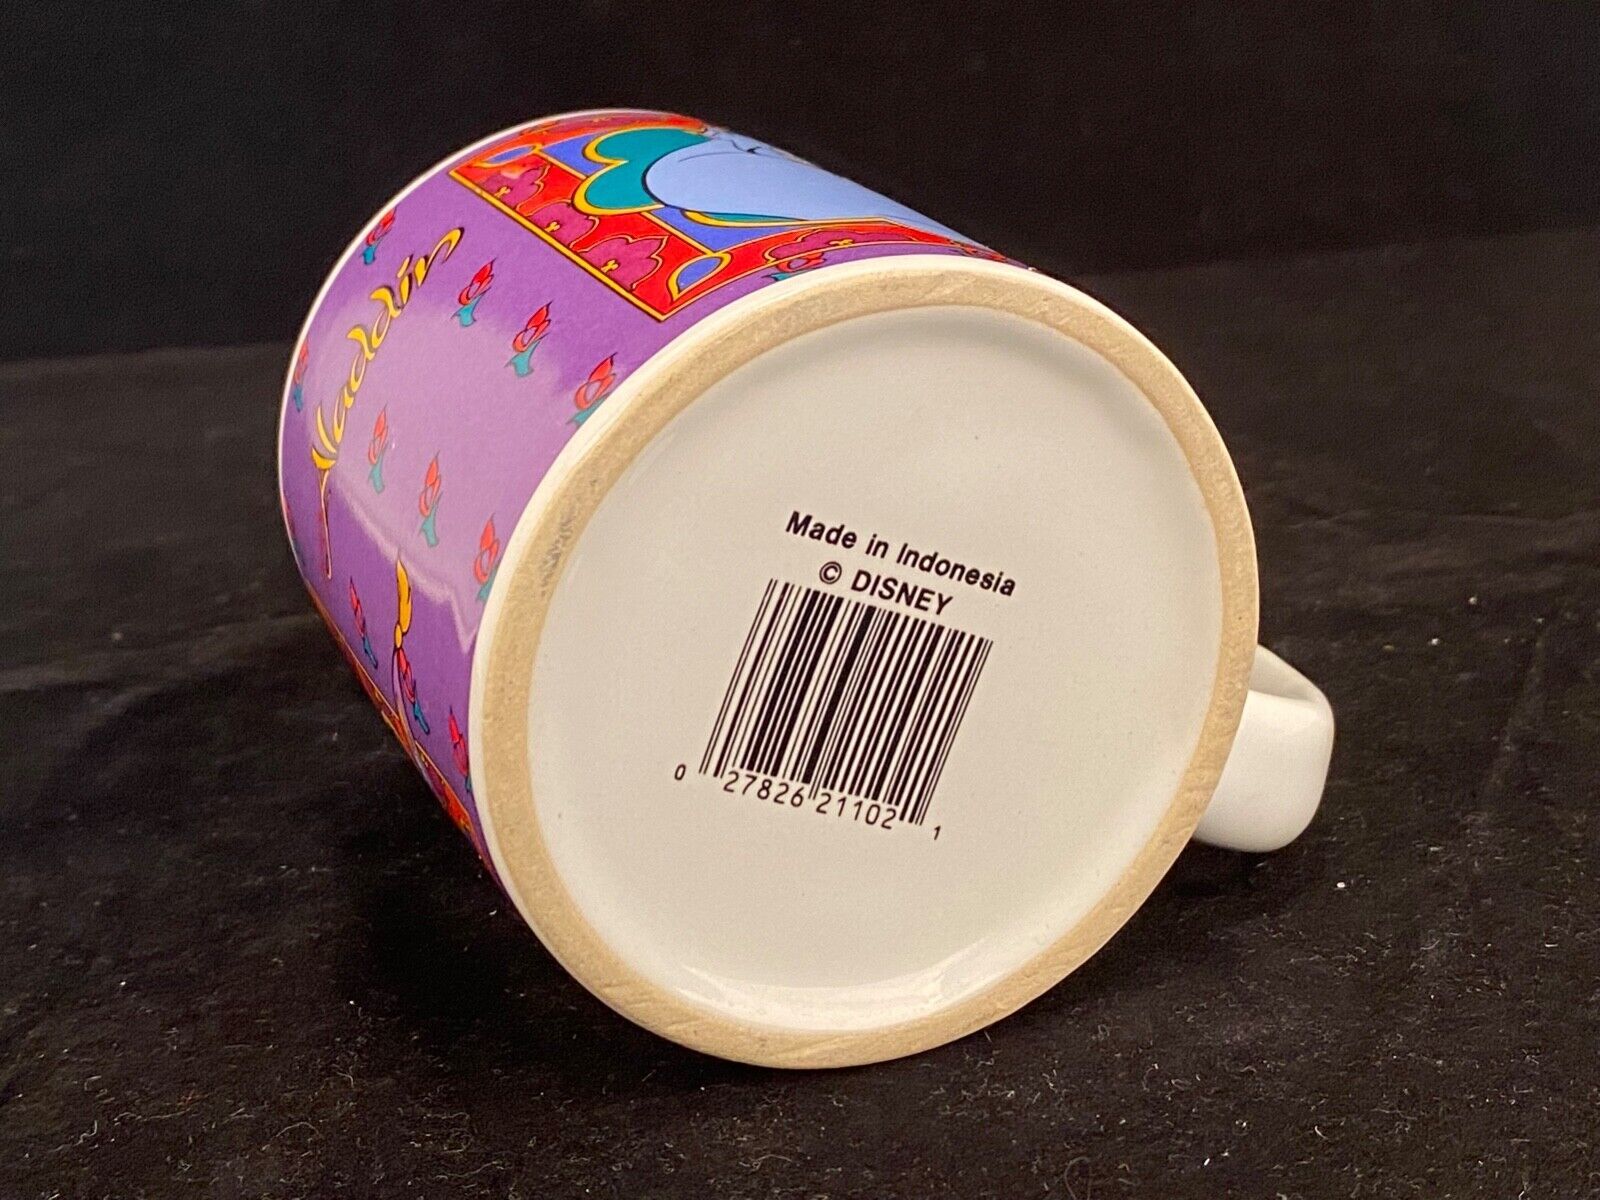 Aladdin
Made in Indonesia
© DISNEY
0 27826 21102 1